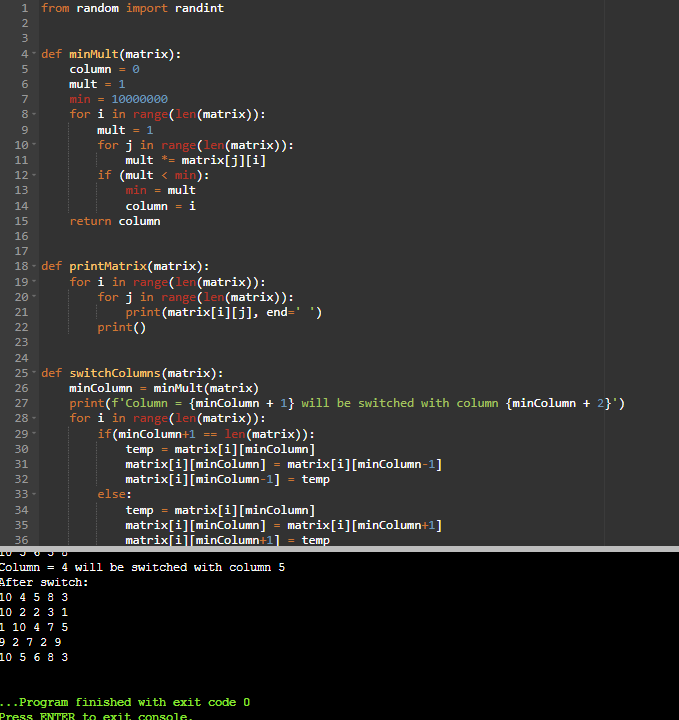 1 from random import randint
2
3
4 def minMult(matrix):
5     column = 0
6     mult = 1
7     min = 10000000
8     for i in range(len(matrix)):
9         mult = 1
10         for j in range(len(matrix)):
11             mult *= matrix[j][i]
12         if (mult < min):
13             min = mult
14             column = i
15     return column
16
17
18 def printMatrix(matrix):
19     for i in range(len(matrix)):
20         for j in range(len(matrix)):
21             print(matrix[i][j], end=' ')
22         print()
23
24
25 def switchColumns(matrix):
26     minColumn = minMult(matrix)
27     print(f'Column = {minColumn + 1} will be switched with column {minColumn + 2}')
28     for i in range(len(matrix)):
29         if(minColumn+1 == len(matrix)):
30             temp = matrix[i][minColumn]
31             matrix[i][minColumn] = matrix[i][minColumn-1]
32             matrix[i][minColumn-1] = temp
33         else:
34             temp = matrix[i][minColumn]
35             matrix[i][minColumn] = matrix[i][minColumn+1]
36             matrix[i][minColumn+1] = temp
Column = 4 will be switched with column 5
After switch:
10 4 5 8 3
10 2 2 3 1
1 10 4 7 5
9 2 7 2 9
10 5 6 8 3
...Program finished with exit code 0
Press ENTER to exit console.